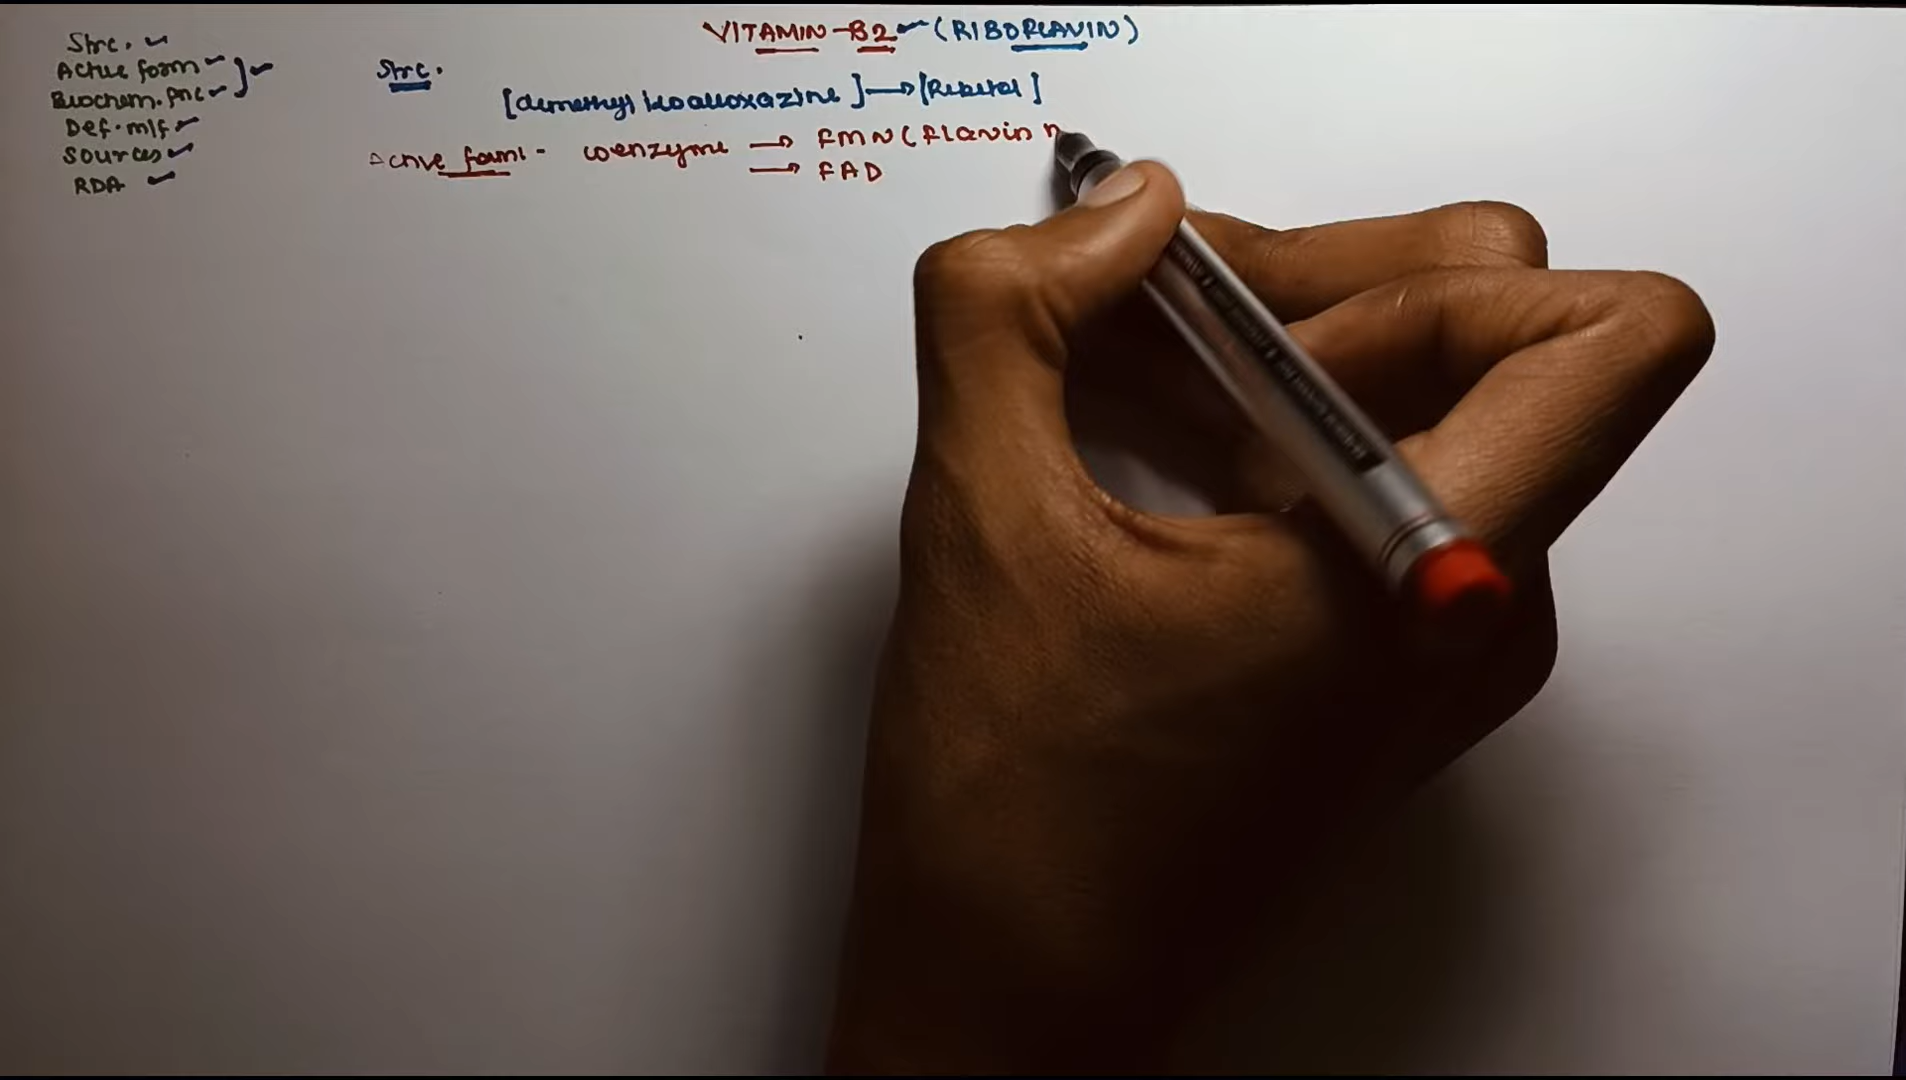 VITAMIN-B2 (RIBOFLAVIN)
Strc.
Active form
Biochem. fnc
Def. mlf
Sources
RDA
Strc.
[dimethyl isoalloxazine] → [Ribitol]
Active form - coenzyme → FMN (Flavin n
→ FAD